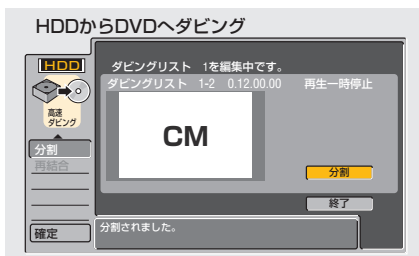 HDDからDVDへダビング
HDD
ダビングリスト 1を編集中です。
ダビングリスト 1-2 0.12.00.00 再生一時停止
高速
ダビング
CM
分割
再結合
分割
終了
確定
分割されました。